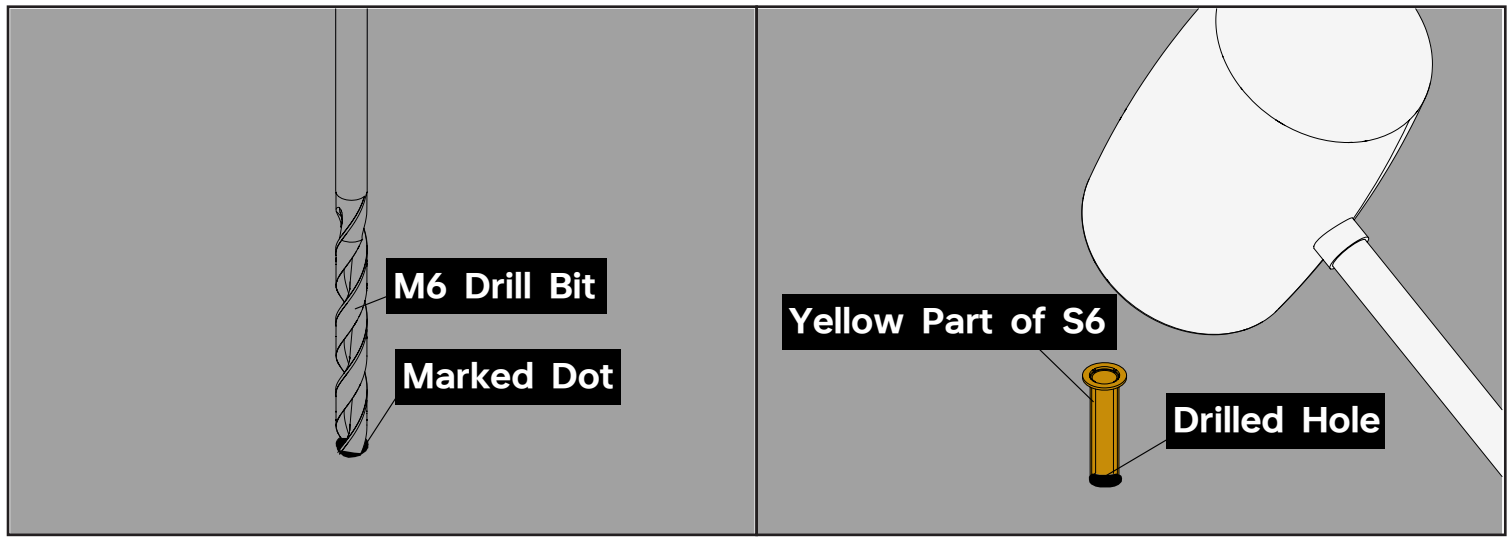 M6 Drill Bit
Marked Dot
Yellow Part of S6
Drilled Hole